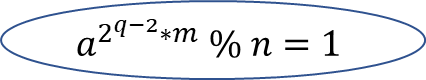 a^{2^{q-2}*m} % n = 1